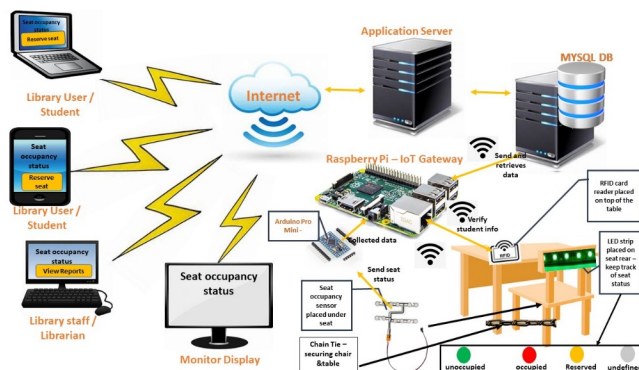 Seat occupancy
status
Reserve seat
Library User /
Student
Seat
occupancy
status
Reserve
seat
Library User /
Student
Seat occupancy
status
View Reports
Library staff /
Librarian
Seat occupancy
status
Monitor Display
Internet
Application Server
MYSQL DB
Raspberry Pi – IoT Gateway
Send and
retrieves
data
Arduino Pro
Mini -
Collected data
Verify
student info
RFID card
reader placed
on top of the
table
RFID
LED strip
placed on
seat rear –
keep track
of seat
status
Send seat
status
Seat
occupancy
sensor
placed under
seat
Chain Tie –
securing chair
&table
unoccupied
occupied
Reserved
undefine